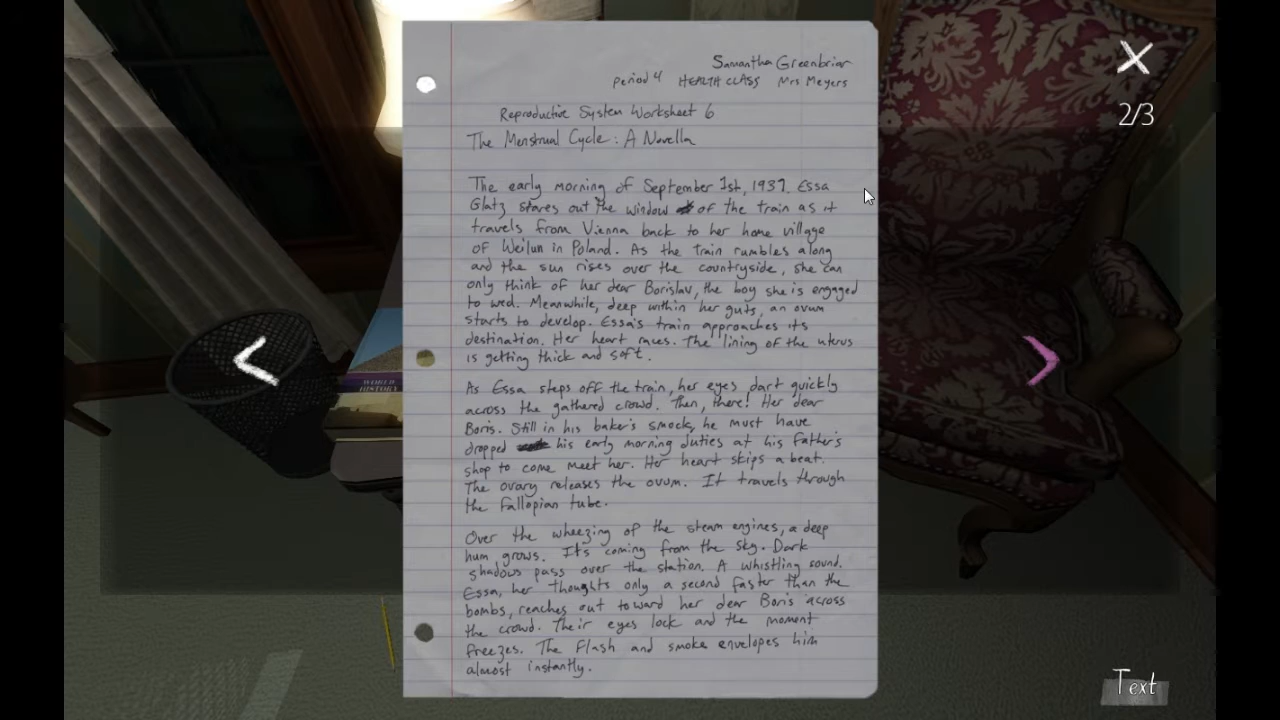 Samantha Greenbriar
period 4 HEALTH CLASS Mrs Meyers
2/3
Reproductive System Worksheet 6
The Menstrual Cycle: A Novella
The early morning of September 1st, 1939. Essa
Glatz stares out the window of the train as it
travels from Vienna back to her home village
of Weilun in Poland. As the train rumbles along
and the sun rises over the countryside, she can
only think of her dear Borislav, the boy she is engaged
to wed. Meanwhile, deep within her guts, an ovum
starts to develop. Essa's train approaches its
destination. Her heart races. The lining of the uterus
is getting thick and soft.
As Essa steps off the train, her eyes dart quickly
across the gathered crowd. Then, there! Her dear
Boris. Still in his baker's smock, he must have
dropped his early morning duties at his father's
shop to come meet her. Her heart skips a beat.
The ovary releases the ovum. It travels through
the fallopian tube.
Over the wheezing of the steam engines, a deep
hum grows. It's coming from the sky. Dark
shadows pass over the station. A whistling sound.
Essa, her thoughts only a second faster than the
bombs, reaches out toward her dear Boris across
the crowd. Their eyes lock and the moment
freezes. The flash and smoke envelopes him
almost instantly.
WORLD
HISTORY
Text